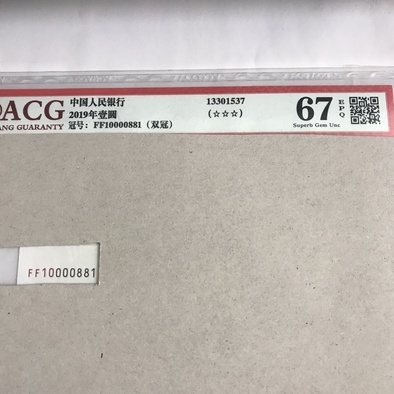 ACG
ANG GUARANTY
中国人民银行
2019年壹圆
冠号：FF10000881（双冠）
13301537
(☆☆☆)
67
EPQ
Superb Gem Unc
FF10000881